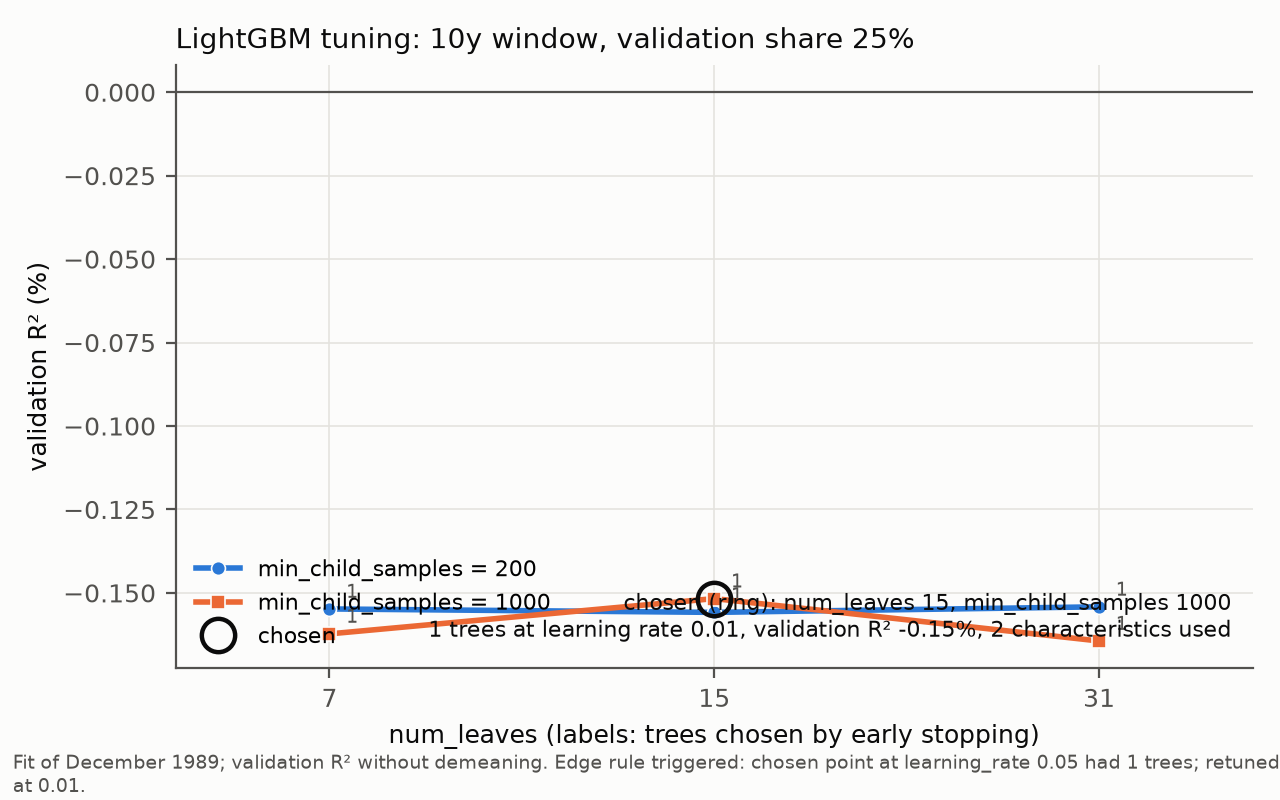 LightGBM tuning: 10y window, validation share 25%
0.000
−0.025
−0.050
−0.075
−0.100
−0.125
−0.150
validation R² (%)
min_child_samples = 200
min_child_samples = 1000
chosen
chosen (ring): num_leaves 15, min_child_samples 1000
1 trees at learning rate 0.01, validation R² -0.15%, 2 characteristics used
1
1
1
1
1
1
7
15
31
num_leaves (labels: trees chosen by early stopping)
Fit of December 1989; validation R² without demeaning. Edge rule triggered: chosen point at learning_rate 0.05 had 1 trees; retuned
at 0.01.